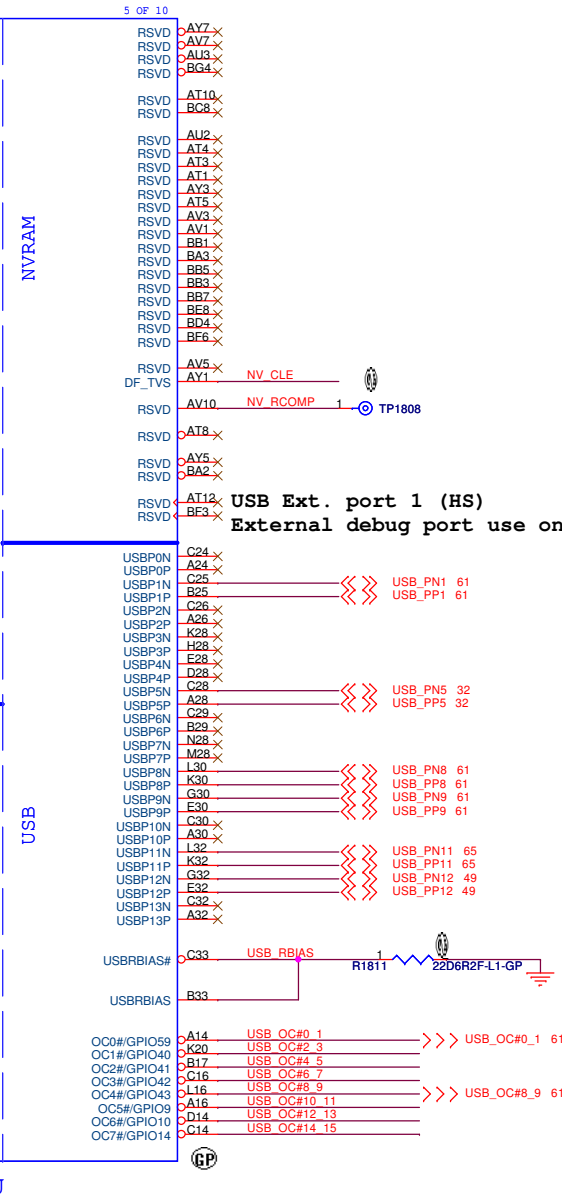 5 OF 10
RSVD AY7
RSVD AV7
RSVD AU3
RSVD BG4
RSVD AT10
RSVD BC8
RSVD AU2
RSVD AT4
RSVD AT3
RSVD AT1
RSVD AY3
RSVD AT5
RSVD AV3
RSVD AV1
RSVD BB1
RSVD BA3
RSVD BB5
RSVD BB3
RSVD BB7
RSVD BE8
RSVD BD4
RSVD BF6
NVRAM
RSVD AV5
DF_TVS AY1 NV_CLE
RSVD AV10 NV_RCOMP 1 TP1808
RSVD AT8
RSVD AY5
RSVD BA2
RSVD AT12 USB Ext. port 1 (HS)
RSVD BF3 External debug port use on
USBP0N C24
USBP0P A24
USBP1N C25 USB_PN1 61
USBP1P B25 USB_PP1 61
USBP2N C26
USBP2P A26
USBP3N K28
USBP3P H28
USBP4N E28
USBP4P D28
USBP5N C28 USB_PN5 32
USBP5P A28 USB_PP5 32
USBP6N C29
USBP6P B29
USBP7N N28
USBP7P M28
USBP8N L30 USB_PN8 61
USBP8P K30 USB_PP8 61
USBP9N G30 USB_PN9 61
USBP9P E30 USB_PP9 61
USBP10N C30
USBP10P A30
USB
USBP11N L32 USB_PN11 65
USBP11P K32 USB_PP11 65
USBP12N G32 USB_PN12 49
USBP12P E32 USB_PP12 49
USBP13N C32
USBP13P A32
USBRBIAS# C33 USB_RBIAS 1 R1811 22D6R2F-L1-GP
USBRBIAS B33
OC0#/GPIO59 A14 USB_OC#0_1 USB_OC#0_1 61
OC1#/GPIO40 K20 USB_OC#2_3
OC2#/GPIO41 B17 USB_OC#4_5
OC3#/GPIO42 C16 USB_OC#6_7
OC4#/GPIO43 L16 USB_OC#8_9 USB_OC#8_9 61
OC5#/GPIO9 A16 USB_OC#10_11
OC6#/GPIO10 D14 USB_OC#12_13
OC7#/GPIO14 C14 USB_OC#14_15
GP